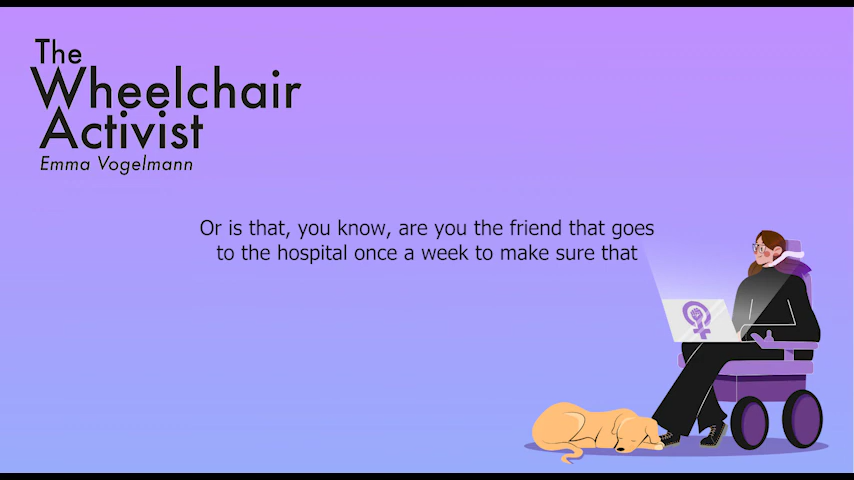 The
Wheelchair
Activist
Emma Vogelmann
Or is that, you know, are you the friend that goes
to the hospital once a week to make sure that